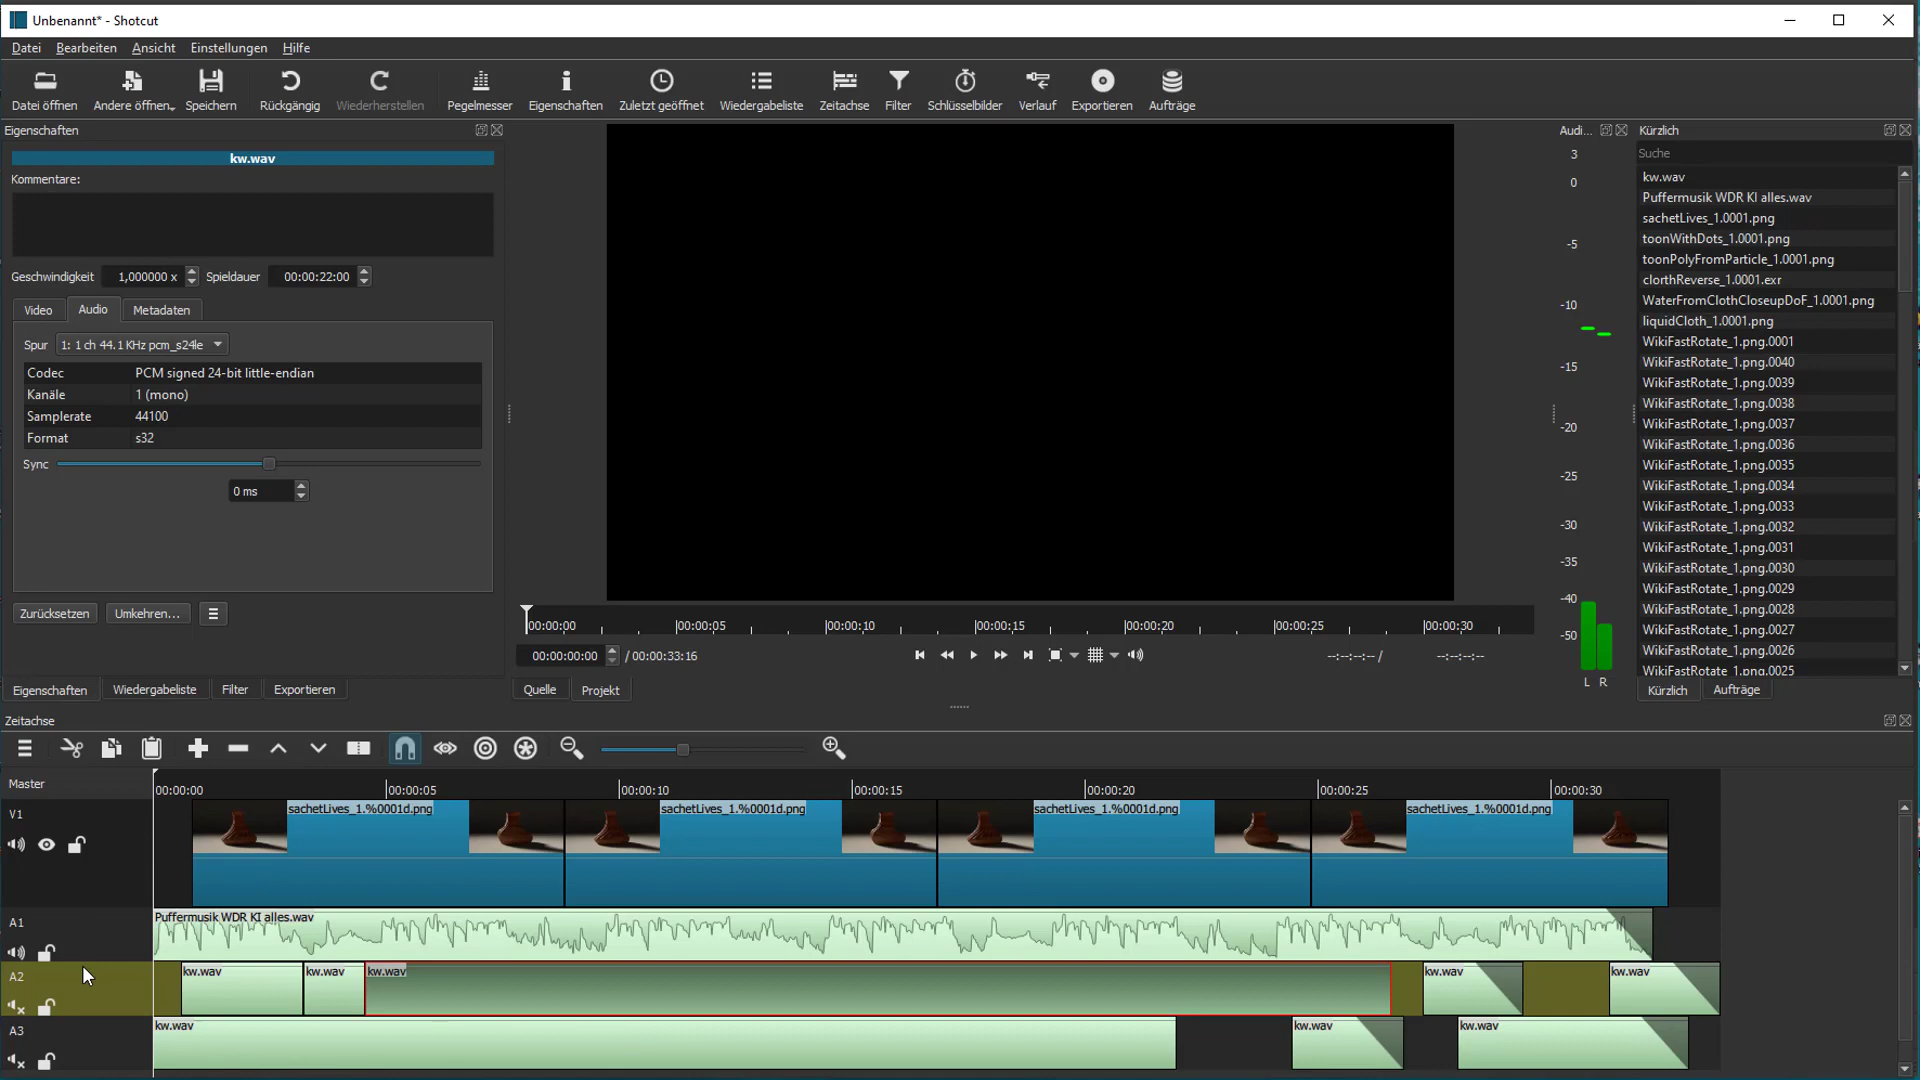 Unbenannt* - Shotcut
Datei Bearbeiten Ansicht Einstellungen Hilfe
Datei öffnen Andere öffnen Speichern Rückgängig Wiederherstellen Pegelmesser Eigenschaften Zuletzt geöffnet Wiedergabeliste Zeitachse Filter Schlüsselbilder Verlauf Exportieren Aufträge
Eigenschaften
kw.wav
Kommentare:
Geschwindigkeit 1,000000 x Spieldauer 00:00:22:00
Video Audio Metadaten
Spur 1: 1 ch 44.1 KHz pcm_s24le
Codec PCM signed 24-bit little-endian
Kanäle 1 (mono)
Samplerate 44100
Format s32
Sync
0 ms
Zurücksetzen Umkehren...
Eigenschaften Wiedergabeliste Filter Exportieren
00:00:00 00:00:05 00:00:10 00:00:15 00:00:20 00:00:25 00:00:30
00:00:00:00 / 00:00:33:16
--:--:--:-- / --:--:--:--
Quelle Projekt
Audi...
3
0
-5
-10
-15
-20
-25
-30
-35
-40
-50
L R
Kürzlich
Suche
kw.wav
Puffermusik WDR KI alles.wav
sachetLives_1.0001.png
toonWithDots_1.0001.png
toonPolyFromParticle_1.0001.png
clorthReverse_1.0001.exr
WaterFromClothCloseupDoF_1.0001.png
liquidCloth_1.0001.png
WikiFastRotate_1.png.0001
WikiFastRotate_1.png.0040
WikiFastRotate_1.png.0039
WikiFastRotate_1.png.0038
WikiFastRotate_1.png.0037
WikiFastRotate_1.png.0036
WikiFastRotate_1.png.0035
WikiFastRotate_1.png.0034
WikiFastRotate_1.png.0033
WikiFastRotate_1.png.0032
WikiFastRotate_1.png.0031
WikiFastRotate_1.png.0030
WikiFastRotate_1.png.0029
WikiFastRotate_1.png.0028
WikiFastRotate_1.png.0027
WikiFastRotate_1.png.0026
WikiFastRotate_1.png.0025
Kürzlich Aufträge
Zeitachse
Master
00:00:00 00:00:05 00:00:10 00:00:15 00:00:20 00:00:25 00:00:30
V1
sachetLives_1.%0001d.png sachetLives_1.%0001d.png sachetLives_1.%0001d.png sachetLives_1.%0001d.png
A1
Puffermusik WDR KI alles.wav
A2
kw.wav kw.wav kw.wav kw.wav kw.wav
A3
kw.wav kw.wav kw.wav